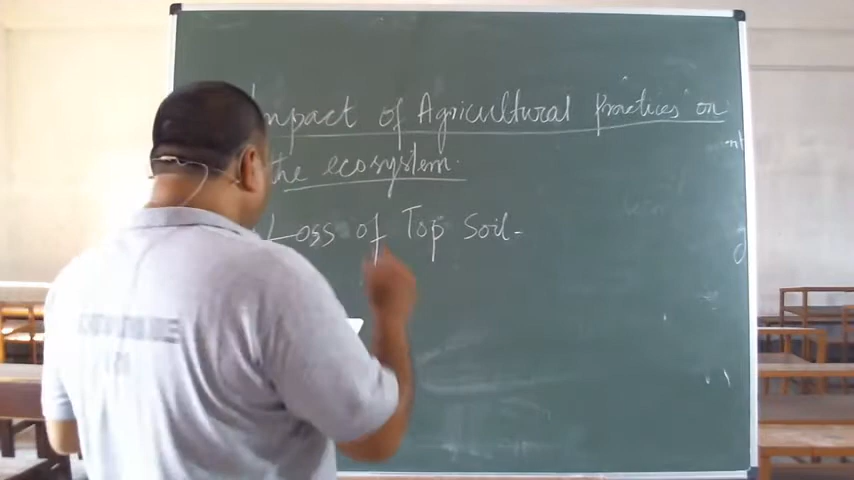 Impact of Agricultural Practices on
the ecosystem.
Loss of Top Soil-